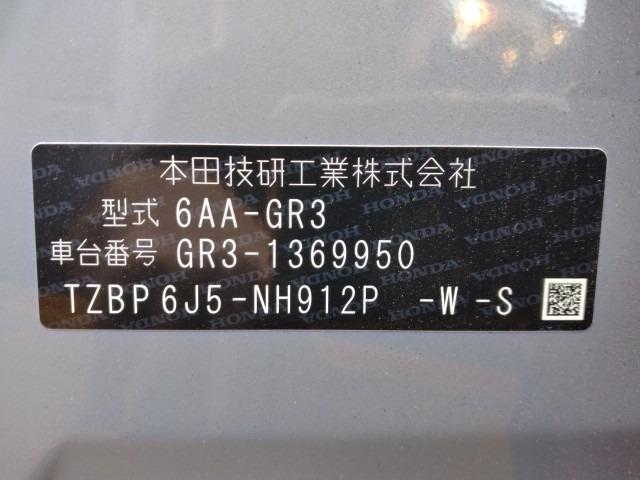 本田技研工業株式会社
型式 6AA-GR3
車台番号 GR3-1369950
TZBP 6J5-NH912P -W -S